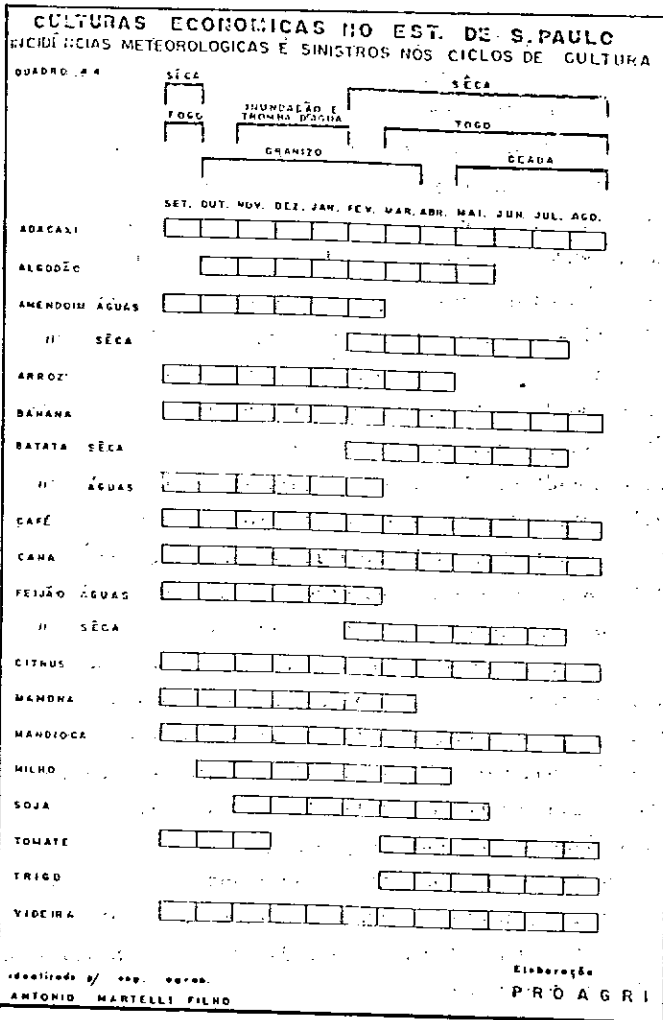 CULTURAS ECONOMICAS NO EST. DE S. PAULO
INCIDÊNCIAS METEOROLOGICAS E SINISTROS NOS CICLOS DE CULTURA
QUADRO
SÊCA
SÊCA
FOGO
INUNDAÇÃO E
TROMBA D'AGUA
FOGO
GRANIZO
GEADA
SET. OUT. NOV. DEZ. JAN. FEV. MAR. ABR. MAI. JUN. JUL. AGO.
ABACAXI
ALGODÃO
AMENDOIM ÁGUAS
" SÊCA
ARROZ
BANANA
BATATA SÊCA
" ÁGUAS
CAFÉ
CANA
FEIJÃO ÁGUAS
" SÊCA
CITRUS
MAMONA
MANDIOCA
MILHO
SOJA
TOMATE
TRIGO
VIDEIRA
Elaboração
ANTONIO MARTELLI FILHO
PROAGRI